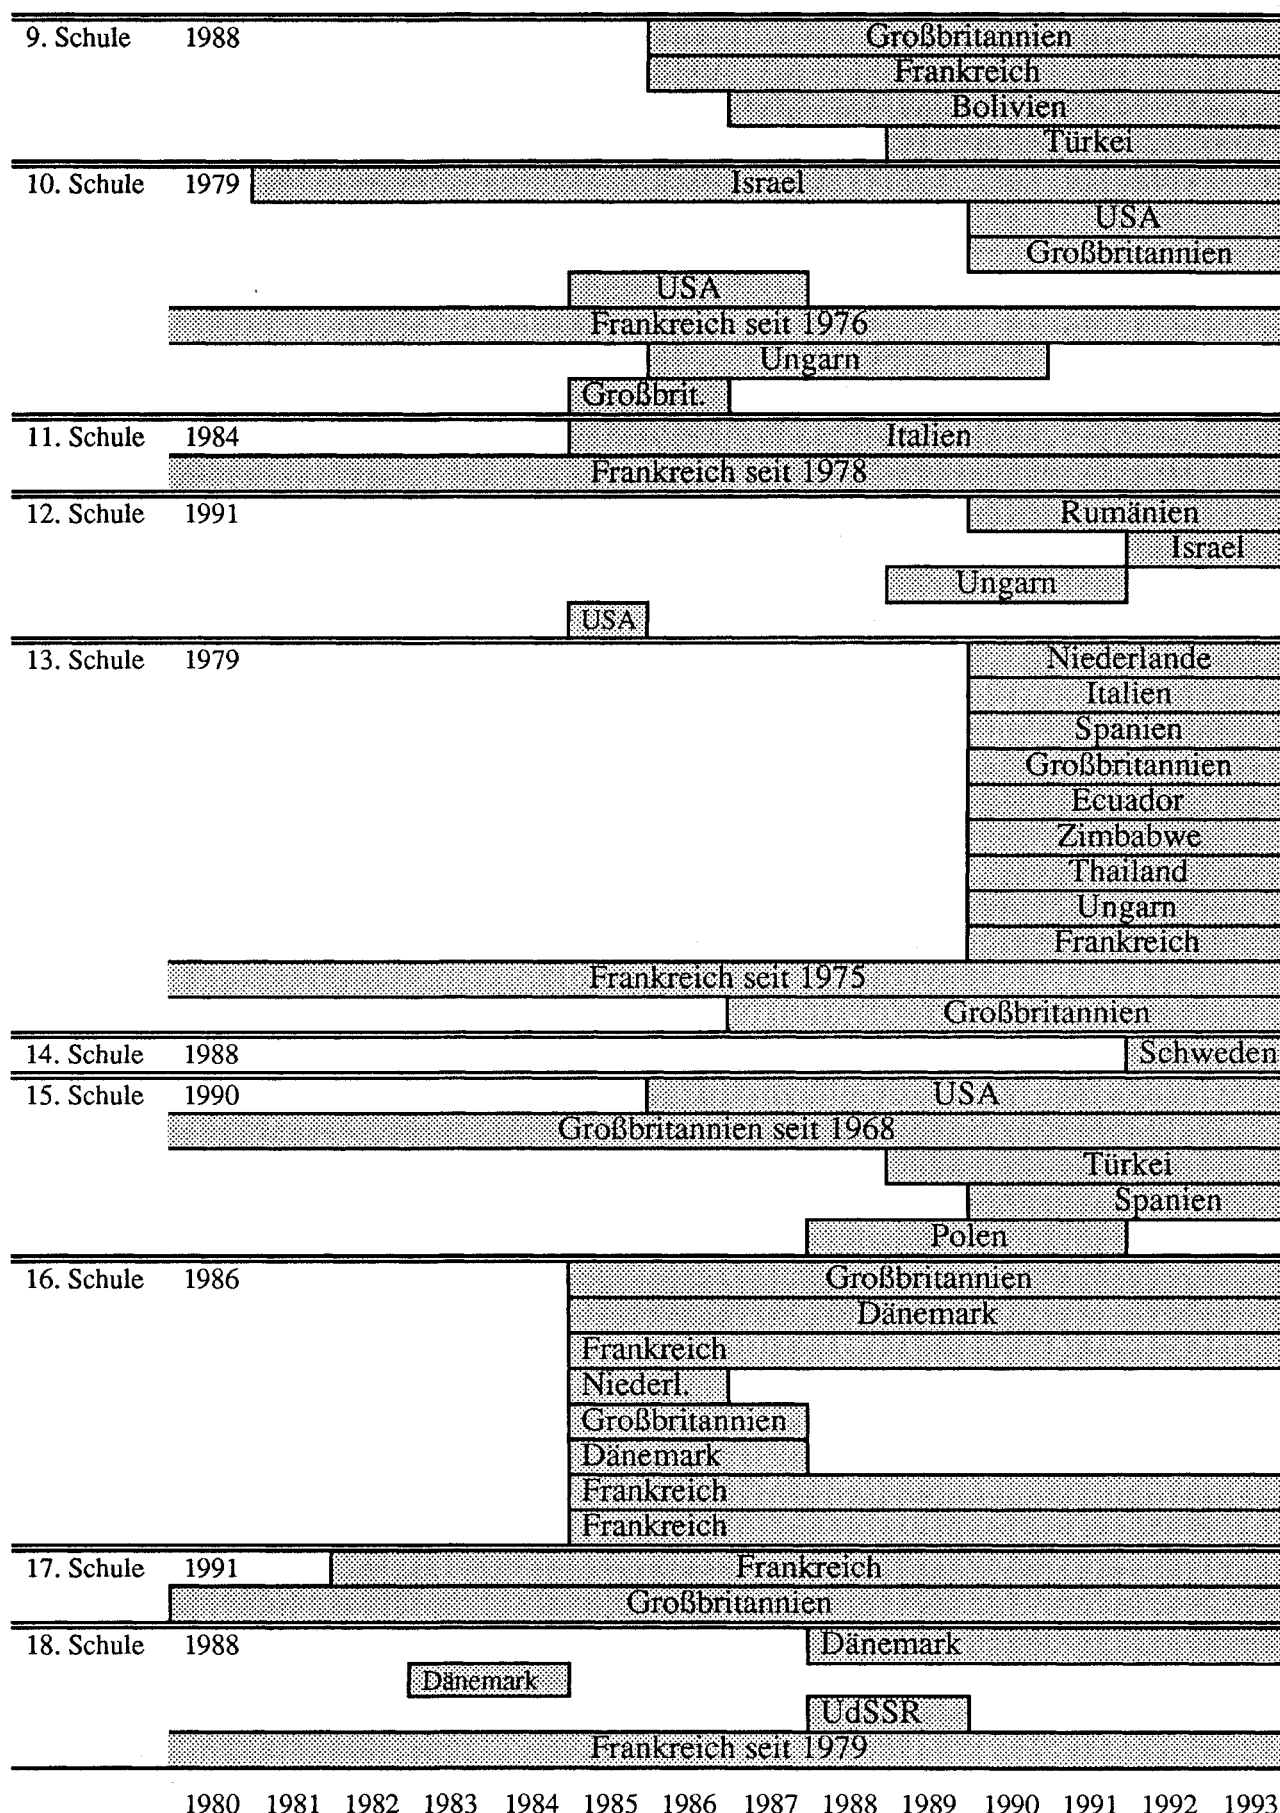 9. Schule 1988 Großbritannien
Frankreich
Bolivien
Türkei
10. Schule 1979 Israel
USA
Großbritannien
USA
Frankreich seit 1976
Ungarn
Großbrit.
11. Schule 1984 Italien
Frankreich seit 1978
12. Schule 1991 Rumänien
Israel
Ungarn
USA
13. Schule 1979 Niederlande
Italien
Spanien
Großbritannien
Ecuador
Zimbabwe
Thailand
Ungarn
Frankreich
Frankreich seit 1975
Großbritannien
14. Schule 1988 Schweden
15. Schule 1990 USA
Großbritannien seit 1968
Türkei
Spanien
Polen
16. Schule 1986 Großbritannien
Dänemark
Frankreich
Niederl.
Großbritannien
Dänemark
Frankreich
Frankreich
17. Schule 1991 Frankreich
Großbritannien
18. Schule 1988 Dänemark
Dänemark
UdSSR
Frankreich seit 1979
1980 1981 1982 1983 1984 1985 1986 1987 1988 1989 1990 1991 1992 1993